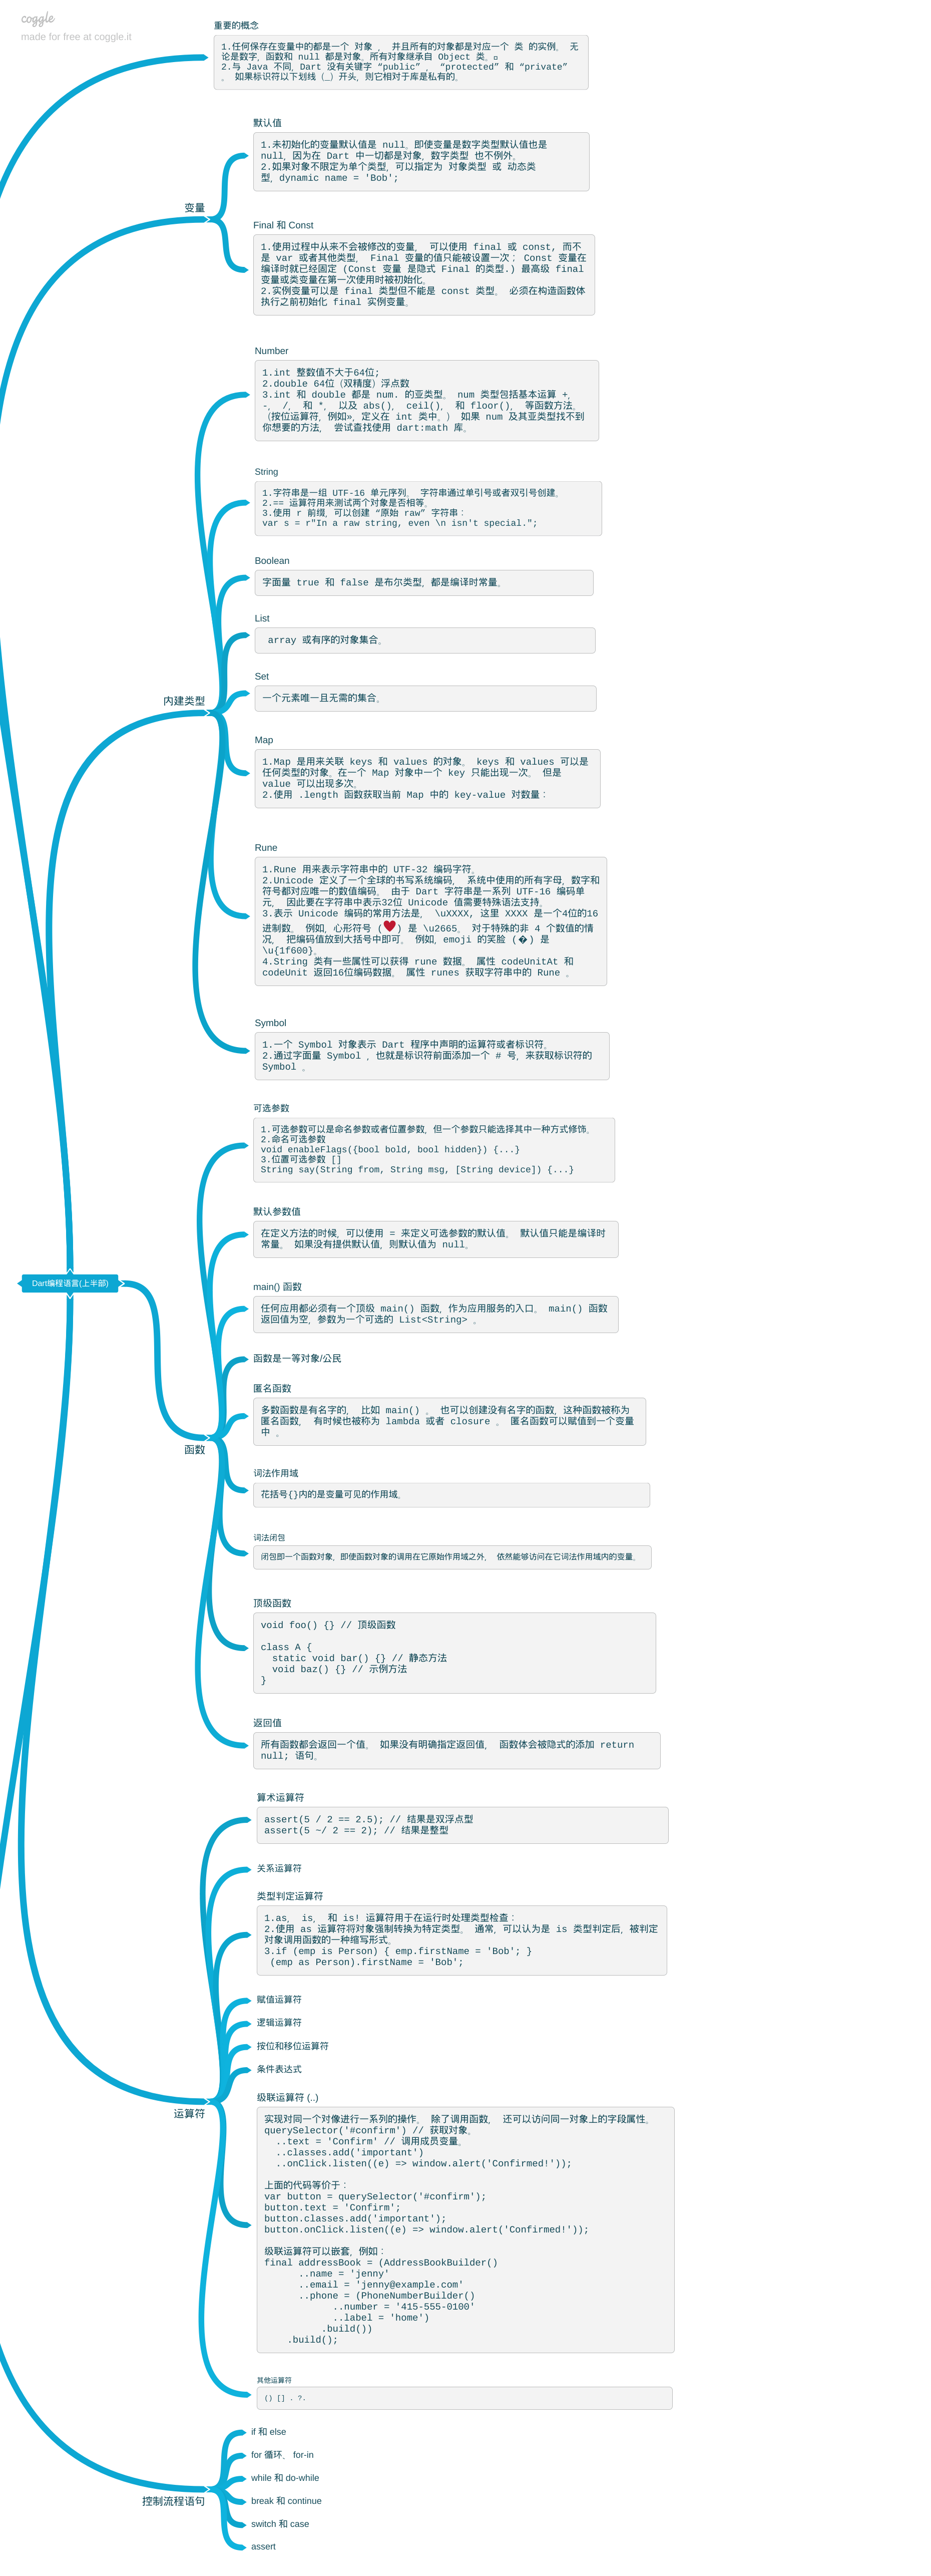 coggle
made for free at coggle.it
重要的概念
1.任何保存在变量中的都是一个 对象 , 并且所有的对象都是对应一个 类 的实例。 无
论是数字，函数和 null 都是对象。所有对象继承自 Object 类。
2.与 Java 不同，Dart 没有关键字 “public” , “protected” 和 “private”
。 如果标识符以下划线（_）开头，则它相对于库是私有的。
默认值
1.未初始化的变量默认值是 null。即使变量是数字类型默认值也是
null，因为在 Dart 中一切都是对象，数字类型 也不例外。
2.如果对象不限定为单个类型，可以指定为 对象类型 或 动态类
型，dynamic name = 'Bob';
变量
Final 和 Const
1.使用过程中从来不会被修改的变量， 可以使用 final 或 const, 而不
是 var 或者其他类型， Final 变量的值只能被设置一次； Const 变量在
编译时就已经固定 (Const 变量 是隐式 Final 的类型.) 最高级 final
变量或类变量在第一次使用时被初始化。
2.实例变量可以是 final 类型但不能是 const 类型。 必须在构造函数体
执行之前初始化 final 实例变量。
Number
1.int 整数值不大于64位;
2.double 64位（双精度）浮点数
3.int 和 double 都是 num. 的亚类型。 num 类型包括基本运算 +,
-, /, 和 *, 以及 abs()， ceil()， 和 floor()， 等函数方法。
（按位运算符，例如»，定义在 int 类中。） 如果 num 及其亚类型找不到
你想要的方法， 尝试查找使用 dart:math 库。
String
1.字符串是一组 UTF-16 单元序列。 字符串通过单引号或者双引号创建。
2.== 运算符用来测试两个对象是否相等。
3.使用 r 前缀，可以创建 “原始 raw” 字符串：
var s = r"In a raw string, even \n isn't special.";
Boolean
字面量 true 和 false 是布尔类型，都是编译时常量。
List
array 或有序的对象集合。
Set
一个元素唯一且无需的集合。
内建类型
Map
1.Map 是用来关联 keys 和 values 的对象。 keys 和 values 可以是
任何类型的对象。在一个 Map 对象中一个 key 只能出现一次。 但是
value 可以出现多次。
2.使用 .length 函数获取当前 Map 中的 key-value 对数量：
Rune
1.Rune 用来表示字符串中的 UTF-32 编码字符。
2.Unicode 定义了一个全球的书写系统编码， 系统中使用的所有字母，数字和
符号都对应唯一的数值编码。 由于 Dart 字符串是一系列 UTF-16 编码单
元， 因此要在字符串中表示32位 Unicode 值需要特殊语法支持。
3.表示 Unicode 编码的常用方法是， \uXXXX, 这里 XXXX 是一个4位的16
进制数。 例如，心形符号 (♥) 是 \u2665。 对于特殊的非 4 个数值的情
况， 把编码值放到大括号中即可。 例如，emoji 的笑脸 (�) 是
\u{1f600}。
4.String 类有一些属性可以获得 rune 数据。 属性 codeUnitAt 和
codeUnit 返回16位编码数据。 属性 runes 获取字符串中的 Rune 。
Symbol
1.一个 Symbol 对象表示 Dart 程序中声明的运算符或者标识符。
2.通过字面量 Symbol ，也就是标识符前面添加一个 # 号，来获取标识符的
Symbol 。
可选参数
1.可选参数可以是命名参数或者位置参数，但一个参数只能选择其中一种方式修饰。
2.命名可选参数
void enableFlags({bool bold, bool hidden}) {...}
3.位置可选参数 []
String say(String from, String msg, [String device]) {...}
默认参数值
在定义方法的时候，可以使用 = 来定义可选参数的默认值。 默认值只能是编译时
常量。 如果没有提供默认值，则默认值为 null。
Dart编程语言(上半部)
main() 函数
任何应用都必须有一个顶级 main() 函数，作为应用服务的入口。 main() 函数
返回值为空，参数为一个可选的 List<String> 。
函数是一等对象/公民
匿名函数
多数函数是有名字的， 比如 main() 。 也可以创建没有名字的函数，这种函数被称为
匿名函数， 有时候也被称为 lambda 或者 closure 。 匿名函数可以赋值到一个变量
中 。
函数
词法作用域
花括号{}内的是变量可见的作用域。
词法闭包
闭包即一个函数对象，即使函数对象的调用在它原始作用域之外， 依然能够访问在它词法作用域内的变量。
顶级函数
void foo() {} // 顶级函数
class A {
static void bar() {} // 静态方法
void baz() {} // 示例方法
}
返回值
所有函数都会返回一个值。 如果没有明确指定返回值， 函数体会被隐式的添加 return
null; 语句。
算术运算符
assert(5 / 2 == 2.5); // 结果是双浮点型
assert(5 ~/ 2 == 2); // 结果是整型
关系运算符
类型判定运算符
1.as， is， 和 is! 运算符用于在运行时处理类型检查：
2.使用 as 运算符将对象强制转换为特定类型。 通常，可以认为是 is 类型判定后，被判定
对象调用函数的一种缩写形式。
3.if (emp is Person) { emp.firstName = 'Bob'; }
(emp as Person).firstName = 'Bob';
赋值运算符
逻辑运算符
按位和移位运算符
条件表达式
级联运算符 (..)
运算符
实现对同一个对像进行一系列的操作。 除了调用函数， 还可以访问同一对象上的字段属性。
querySelector('#confirm') // 获取对象。
..text = 'Confirm' // 调用成员变量。
..classes.add('important')
..onClick.listen((e) => window.alert('Confirmed!'));
上面的代码等价于：
var button = querySelector('#confirm');
button.text = 'Confirm';
button.classes.add('important');
button.onClick.listen((e) => window.alert('Confirmed!'));
级联运算符可以嵌套，例如：
final addressBook = (AddressBookBuilder()
..name = 'jenny'
..email = 'jenny@example.com'
..phone = (PhoneNumberBuilder()
..number = '415-555-0100'
..label = 'home')
.build())
.build();
其他运算符
() [] . ?.
if 和 else
for 循环， for-in
while 和 do-while
控制流程语句
break 和 continue
switch 和 case
assert